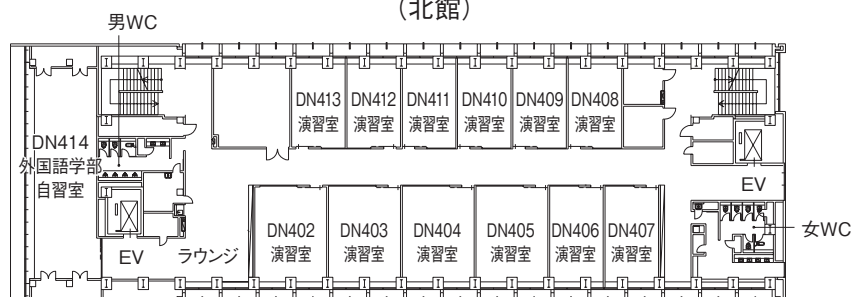 （北館）
男WC
DN413
演習室
DN412
演習室
DN411
演習室
DN410
演習室
DN409
演習室
DN408
演習室
DN414
外国語学部
自習室
EV
DN402
演習室
DN403
演習室
DN404
演習室
DN405
演習室
DN406
演習室
DN407
演習室
女WC
EV
ラウンジ